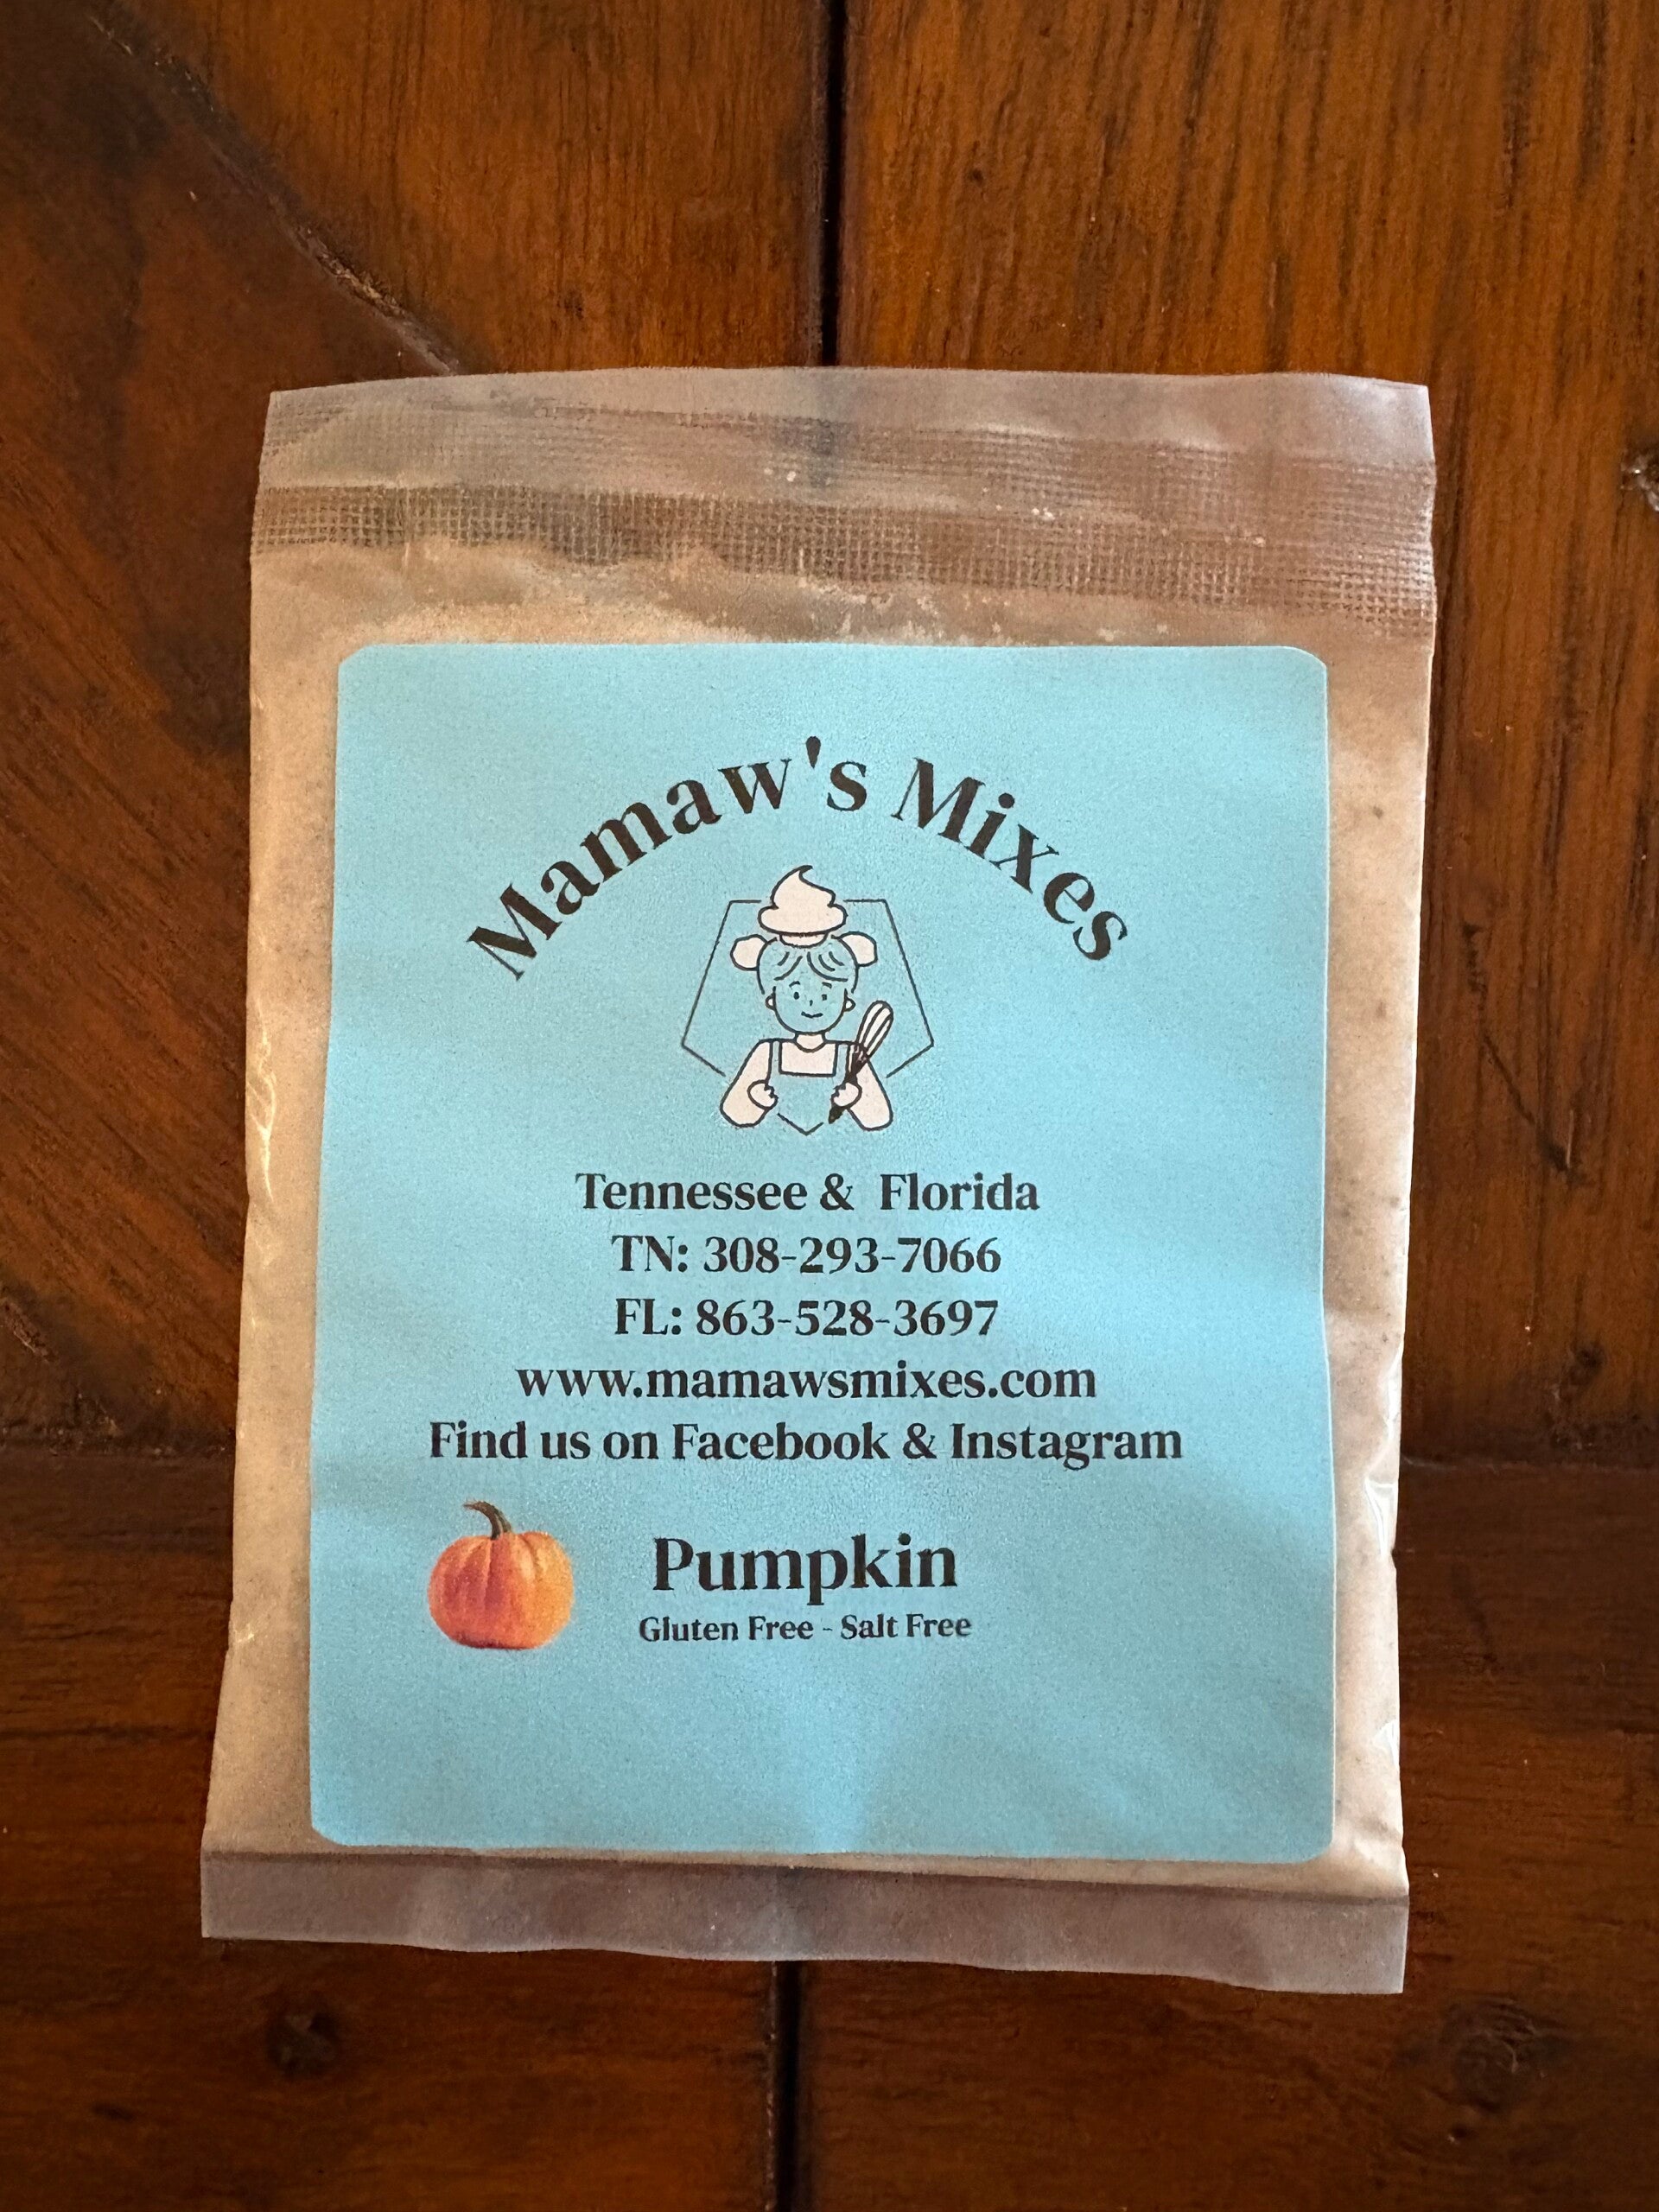 Mamaw's Mixes
Tennessee & Florida
TN: 308-293-7066
FL: 863-528-3697
www.mamawsmixes.com
Find us on Facebook & Instagram
Pumpkin
Gluten Free - Salt Free